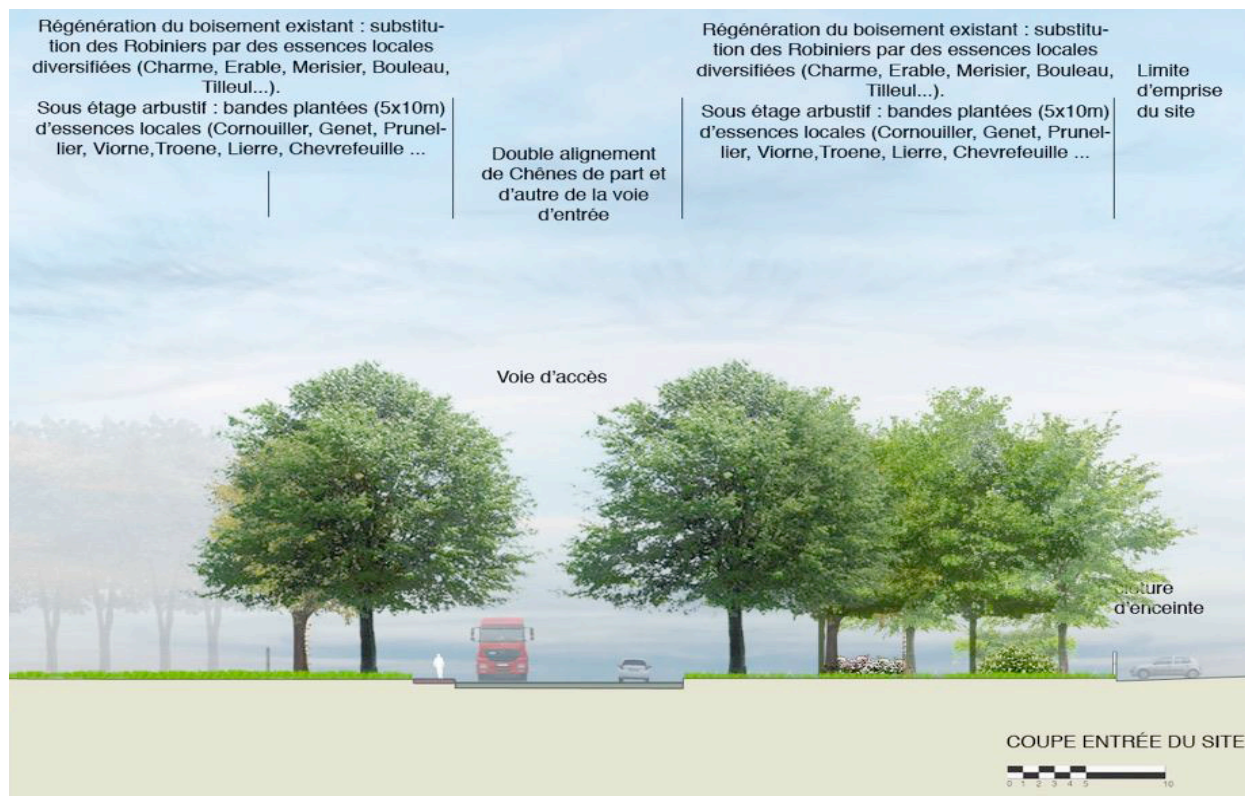 Régénération du boisement existant : substitu-
tion des Robiniers par des essences locales
diversifiées (Charme, Erable, Merisier, Bouleau,
Tilleul...).
Sous étage arbustif : bandes plantées (5x10m)
d'essences locales (Cornouiller, Genet, Prunel-
lier, Viorne,Troene, Lierre, Chevrefeuille ...
Double alignement
de Chênes de part et
d'autre de la voie
d'entrée
Régénération du boisement existant : substitu-
tion des Robiniers par des essences locales
diversifiées (Charme, Erable, Merisier, Bouleau,
Tilleul...).
Sous étage arbustif : bandes plantées (5x10m)
d'essences locales (Cornouiller, Genet, Prunel-
lier, Viorne,Troene, Lierre, Chevrefeuille ...
Limite
d'emprise
du site
Voie d'accès
cloture
d'enceinte
COUPE ENTRÉE DU SITE
0 1 2 3 4 5 10